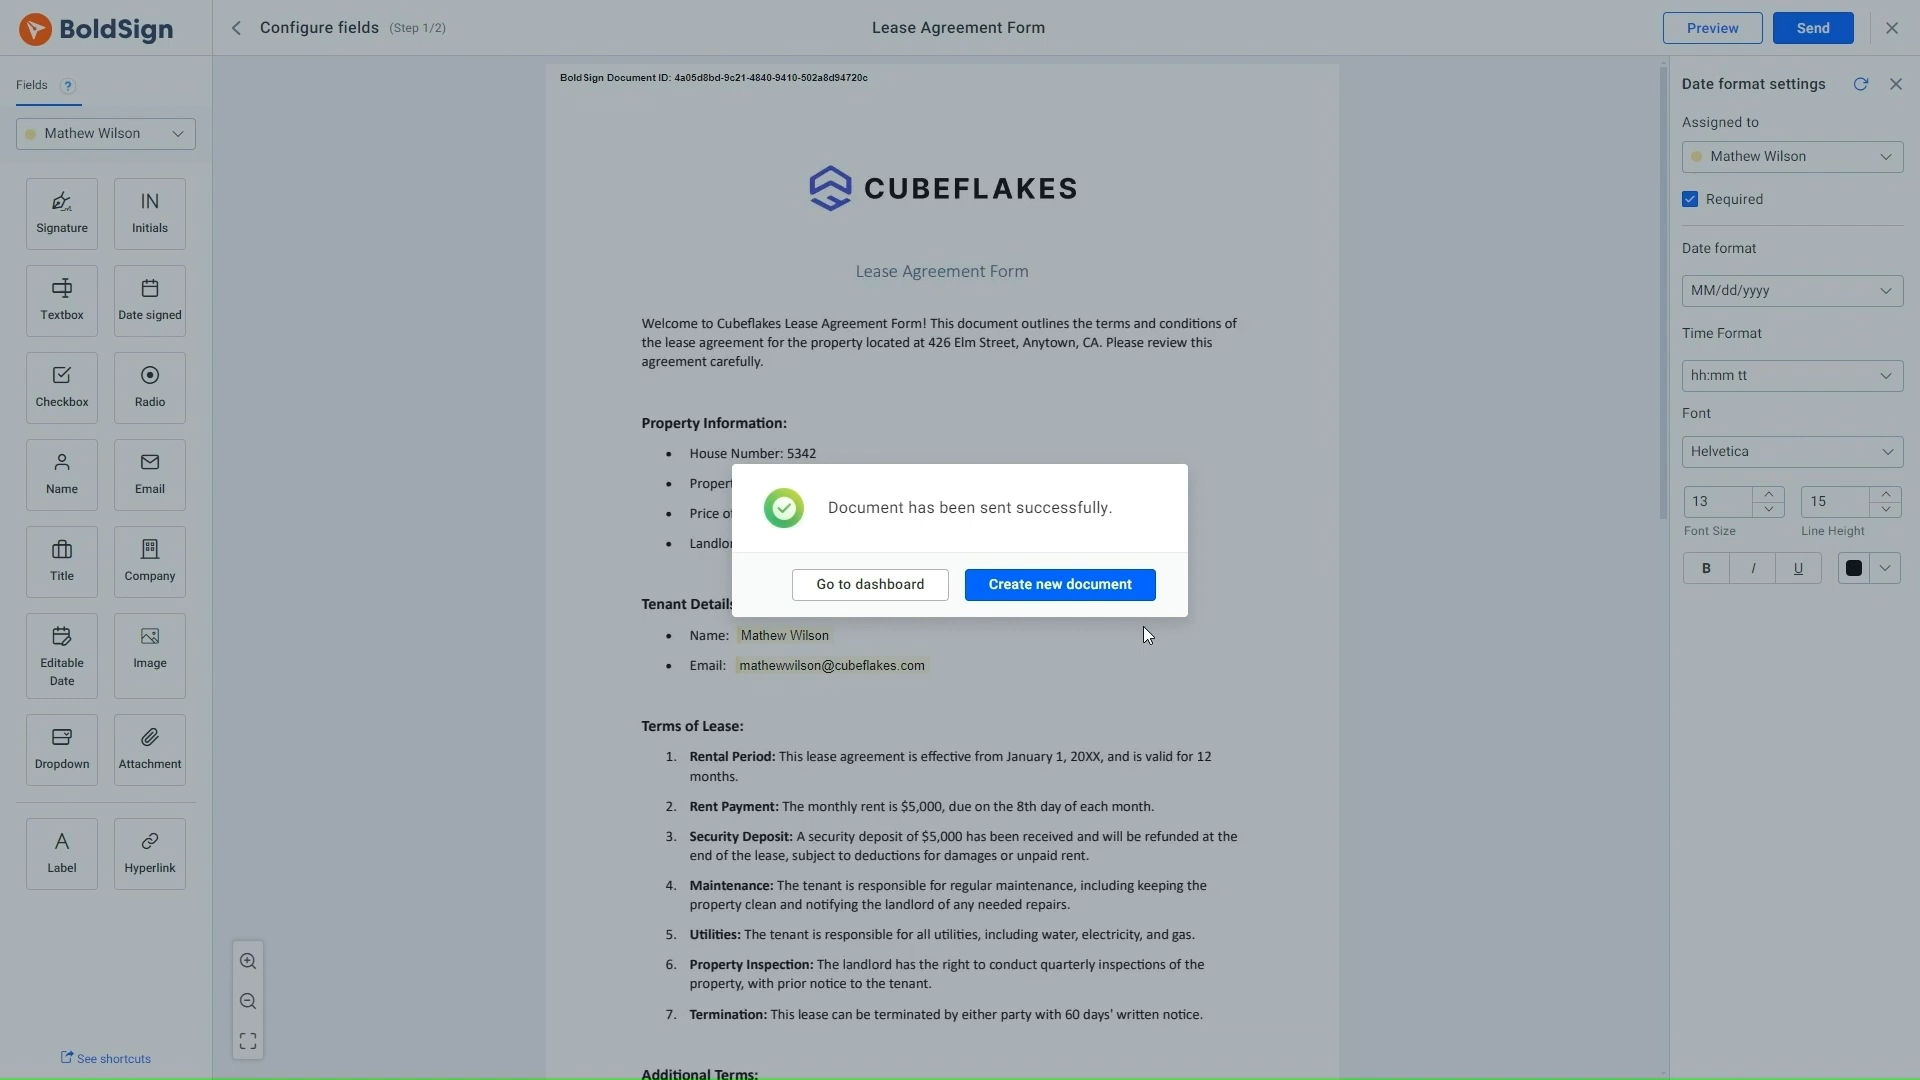 BoldSign
Configure fields (Step 1/2)
Lease Agreement Form
Preview
Send
Fields ?
Mathew Wilson
Signature
Initials
Textbox
Date signed
Checkbox
Radio
Name
Email
Title
Company
Editable
Date
Image
Dropdown
Attachment
Label
Hyperlink
See shortcuts
BoldSign Document ID: 4a05d8bd-9c21-4840-9410-502a8d94720c
CUBEFLAKES
Lease Agreement Form
Welcome to Cubeflakes Lease Agreement Form! This document outlines the terms and conditions of
the lease agreement for the property located at 426 Elm Street, Anytown, CA. Please review this
agreement carefully.
Property Information:
• House Number: 5342
• Proper
• Price o
• Landlo
Document has been sent successfully.
Go to dashboard
Create new document
Tenant Details
• Name: Mathew Wilson
• Email: mathewwilson@cubeflakes.com
Terms of Lease:
1. Rental Period: This lease agreement is effective from January 1, 20XX, and is valid for 12
months.
2. Rent Payment: The monthly rent is $5,000, due on the 8th day of each month.
3. Security Deposit: A security deposit of $5,000 has been received and will be refunded at the
end of the lease, subject to deductions for damages or unpaid rent.
4. Maintenance: The tenant is responsible for regular maintenance, including keeping the
property clean and notifying the landlord of any needed repairs.
5. Utilities: The tenant is responsible for all utilities, including water, electricity, and gas.
6. Property Inspection: The landlord has the right to conduct quarterly inspections of the
property, with prior notice to the tenant.
7. Termination: This lease can be terminated by either party with 60 days' written notice.
Additional Terms:
Date format settings
Assigned to
Mathew Wilson
Required
Date format
MM/dd/yyyy
Time Format
hh:mm tt
Font
Helvetica
13
15
Font Size
Line Height
B
I
U